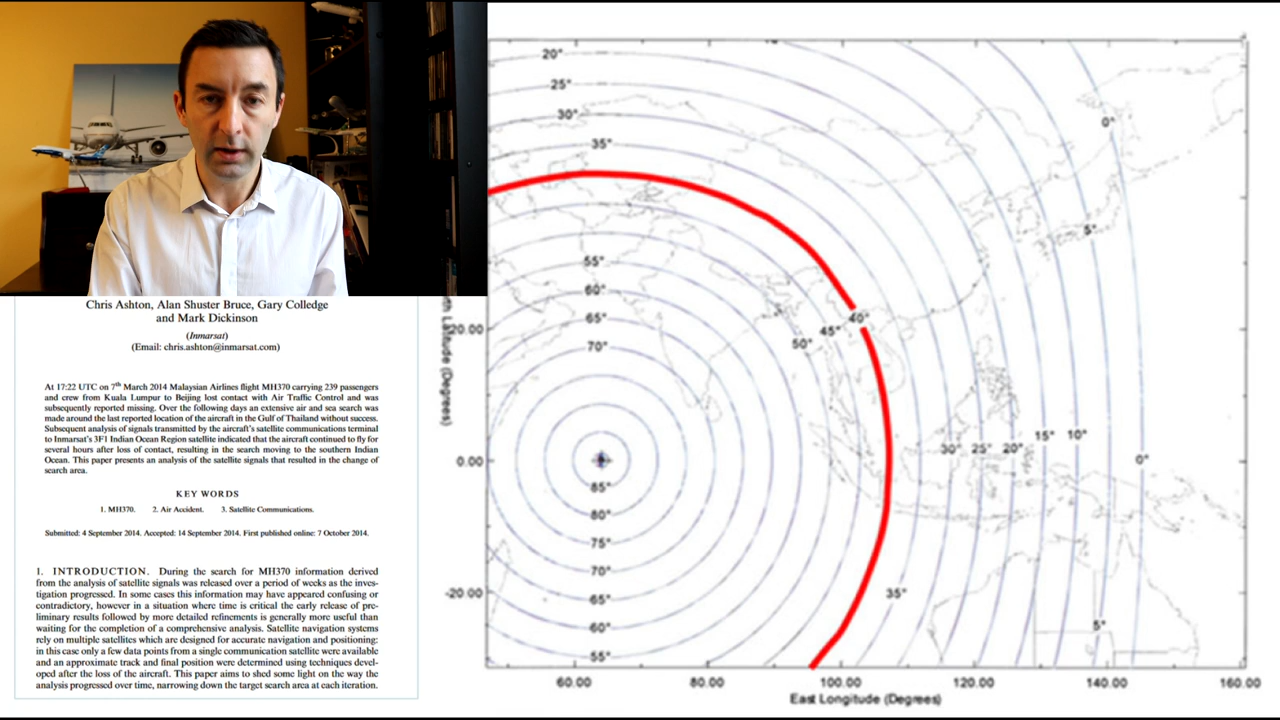 Chris Ashton, Alan Shuster Bruce, Gary Colledge
and Mark Dickinson
(Inmarsat)
(Email: chris.ashton@inmarsat.com)
At 17:22 UTC on 7th March 2014 Malaysian Airlines flight MH370 carrying 239 passengers
and crew from Kuala Lumpur to Beijing lost contact with Air Traffic Control and was
subsequently reported missing. Over the following days an extensive air and sea search was
made around the last reported location of the aircraft in the Gulf of Thailand without success.
Subsequent analysis of signals transmitted by the aircraft's satellite communications terminal
to Inmarsat's 3F1 Indian Ocean Region satellite indicated that the aircraft continued to fly for
several hours after loss of contact, resulting in the search moving to the southern Indian
Ocean. This paper presents an analysis of the satellite signals that resulted in the change of
search area.
KEY WORDS
1. MH370. 2. Air Accident. 3. Satellite Communications.
Submitted: 4 September 2014. Accepted: 14 September 2014. First published online: 7 October 2014.
1. INTRODUCTION. During the search for MH370 information derived
from the analysis of satellite signals was released over a period of weeks as the inves-
tigation progressed. In some cases this information may have appeared confusing or
contradictory, however in a situation where time is critical the early release of pre-
liminary results followed by more detailed refinements is generally more useful than
waiting for the completion of a comprehensive analysis. Satellite navigation systems
rely on multiple satellites which are designed for accurate navigation and positioning:
in this case only a few data points from a single communication satellite were available
and an approximate track and final position were determined using techniques devel-
oped after the loss of the aircraft. This paper aims to shed some light on the way the
analysis progressed over time, narrowing down the target search area at each iteration.
20°
25°
30°
35°
0°
5°
55°
60°
65°
70°
40°
45°
50°
20.00
Latitude (Degrees)
0.00
-20.00
30° 25° 20° 15° 10° 0°
85°
80°
75°
70°
65°
60°
55°
35°
5°
60.00 80.00 100.00 120.00 140.00 160.00
East Longitude (Degrees)